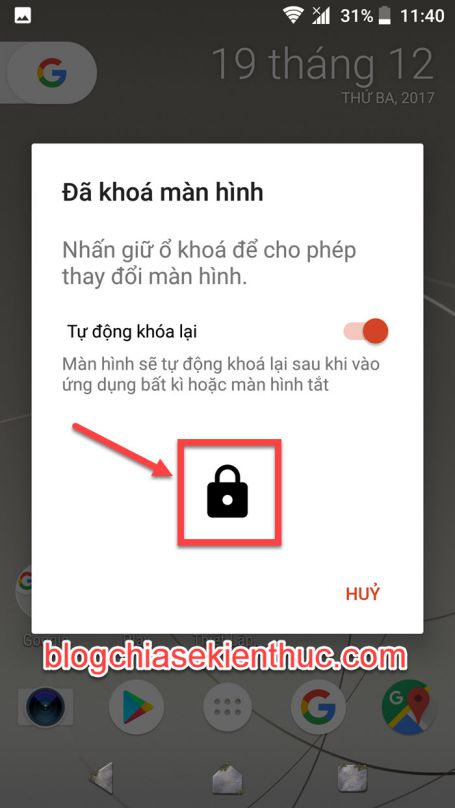 31% 11:40
19 tháng 12
THỨ BA, 2017
Đã khoá màn hình
Nhấn giữ ổ khoá để cho phép
thay đổi màn hình.
Tự động khóa lại
Màn hình sẽ tự động khoá lại sau khi vào
ứng dụng bất kì hoặc màn hình tắt
HUỶ
blogchiasekienthuc.com